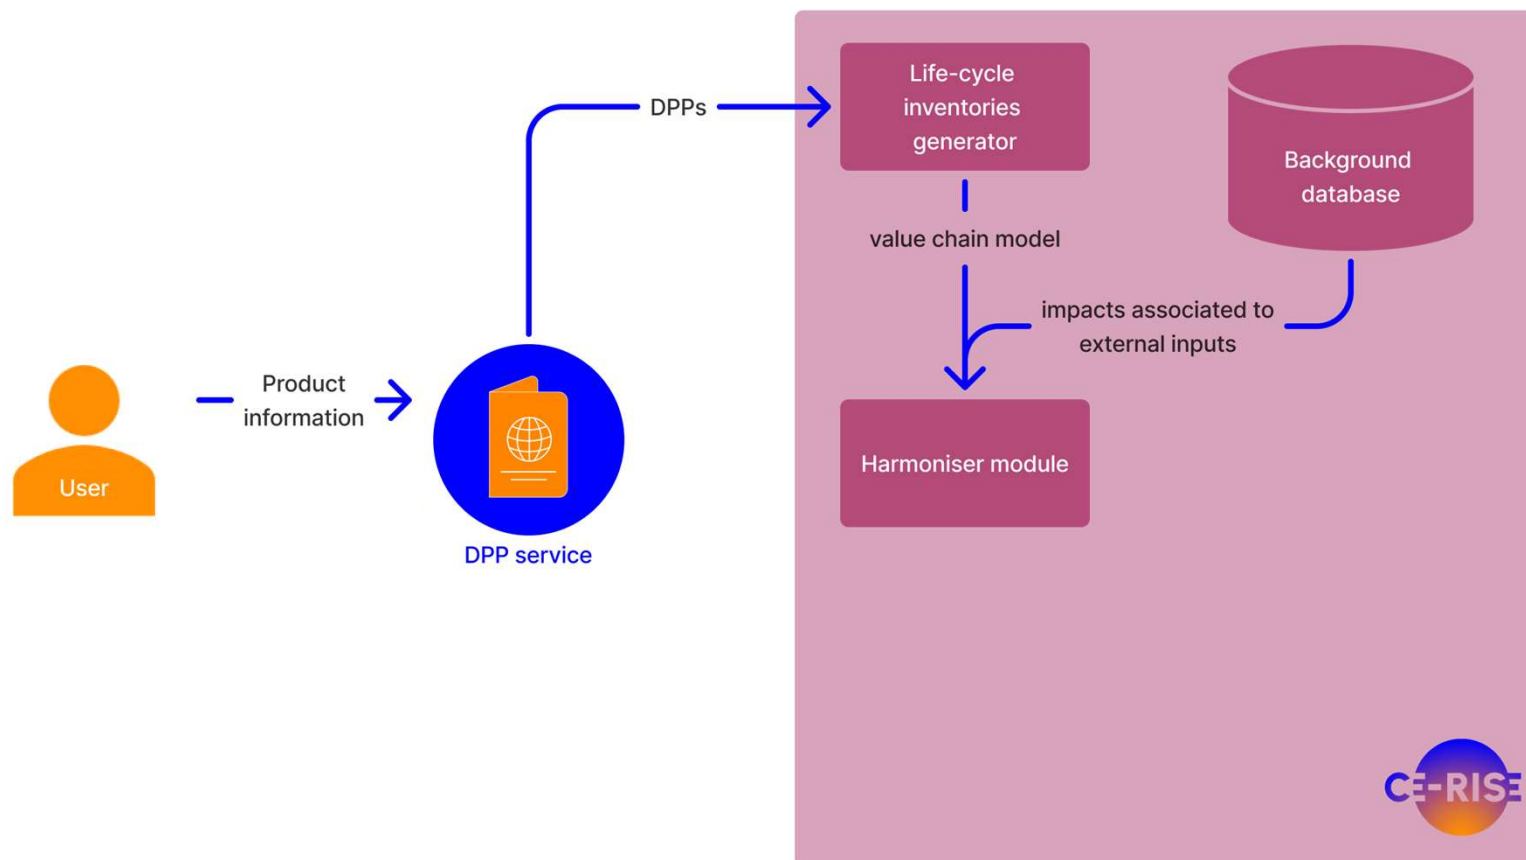 Life-cycle
inventories
generator
DPPs
Background
database
value chain model
impacts associated to
external inputs
Product
information
User
Harmoniser module
DPP service
CE-RISE